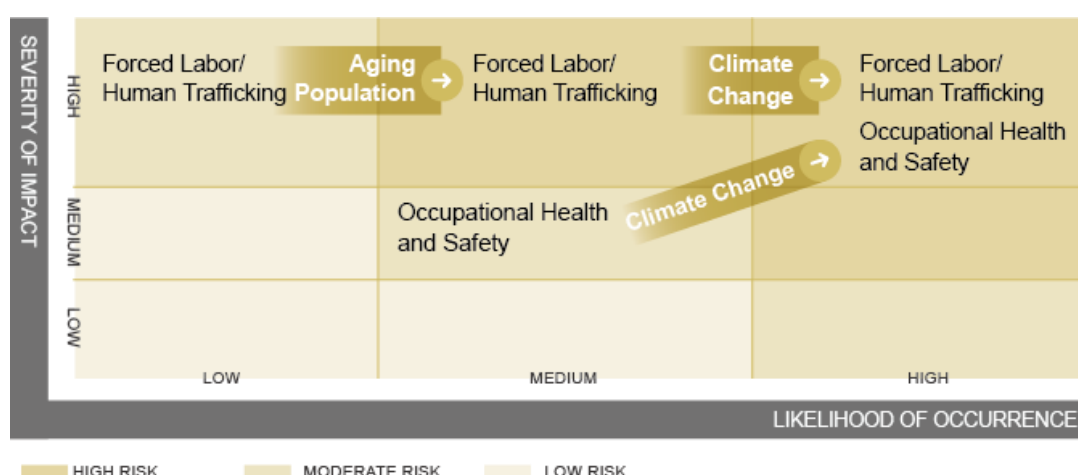 SEVERITY OF IMPACT
HIGH
MEDIUM
LOW
Forced Labor/
Human Trafficking
Aging
Population
Forced Labor/
Human Trafficking
Climate
Change
Forced Labor/
Human Trafficking
Occupational Health
and Safety
Occupational Health
and Safety
Climate Change
LOW
MEDIUM
HIGH
LIKELIHOOD OF OCCURRENCE
HIGH RISK
MODERATE RISK
LOW RISK